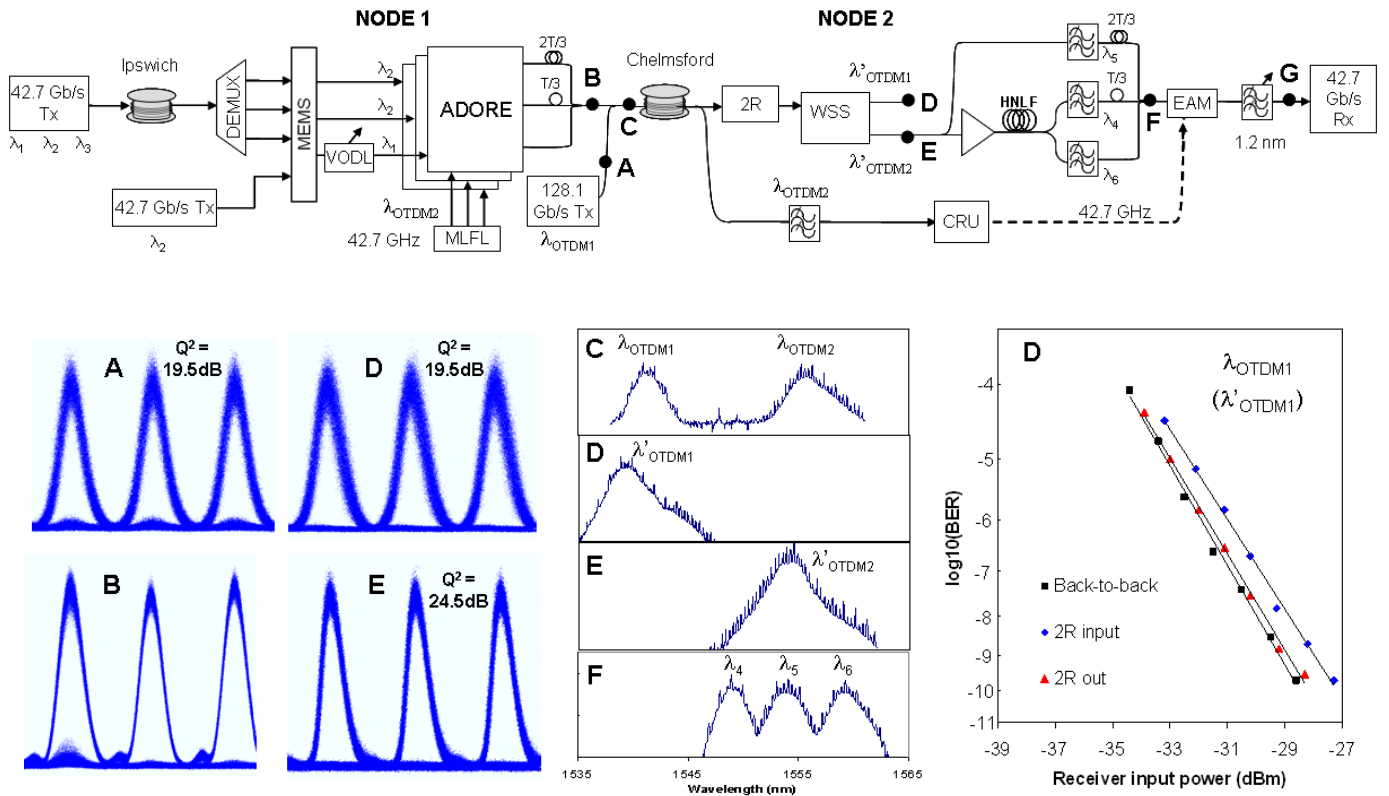 NODE 1
NODE 2
Ipswich
42.7 Gb/s
Tx
λ1 λ2 λ3
DEMUX
MEMS
VODL
42.7 Gb/s Tx
λ2
λ2
λ2
λ1
ADORE
λOTDM2
42.7 GHz
MLFL
2T/3
T/3
B
C
A
128.1
Gb/s Tx
λOTDM1
Chelmsford
2R
WSS
λ'OTDM1
D
E
λ'OTDM2
HNLF
λ5
2T/3
λ4
T/3
λ6
F
EAM
G
1.2 nm
42.7
Gb/s
Rx
λOTDM2
CRU
42.7 GHz
A
Q2 =
19.5dB
D
Q2 =
19.5dB
B
E
Q2 =
24.5dB
C
λOTDM1
λOTDM2
D
λ'OTDM1
E
λ'OTDM2
F
λ4
λ5
λ6
1535
1545
1555
1565
Wavelength (nm)
D
λOTDM1
(λ'OTDM1)
Back-to-back
2R input
2R out
log10(BER)
-4
-5
-6
-7
-8
-9
-10
-11
-39
-37
-35
-33
-31
-29
-27
Receiver input power (dBm)